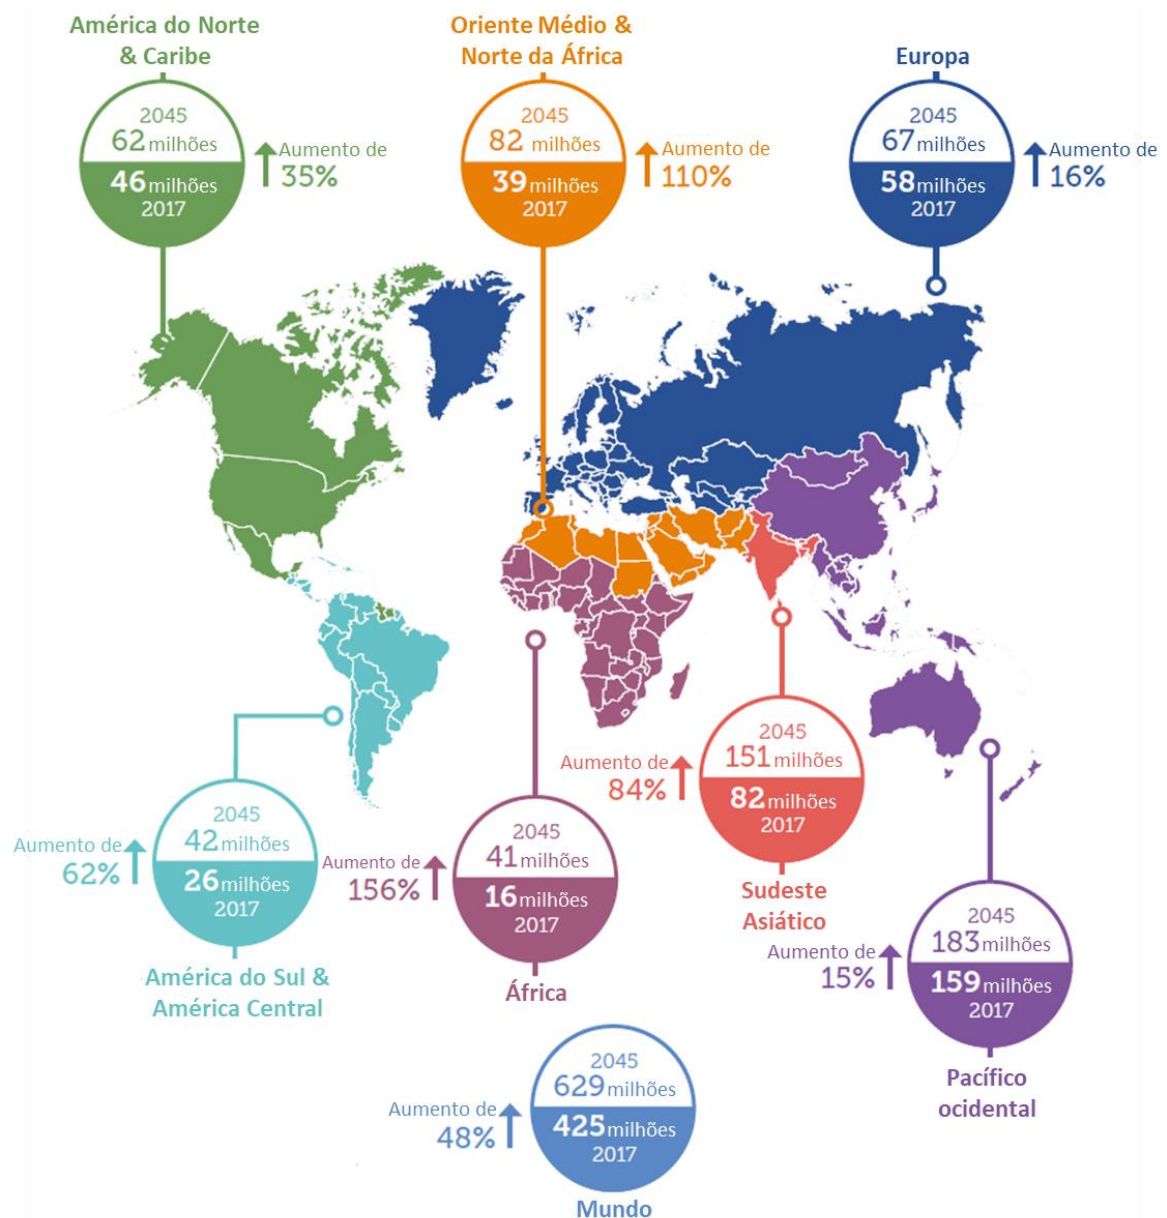 América do Norte
& Caribe
2045
62 milhões
46 milhões
2017
Aumento de
35%
Oriente Médio &
Norte da África
2045
82 milhões
39 milhões
2017
Aumento de
110%
Europa
2045
67 milhões
58 milhões
2017
Aumento de
16%
Aumento de
62%
2045
42 milhões
26 milhões
2017
América do Sul &
América Central
Aumento de
156%
2045
41 milhões
16 milhões
2017
África
Aumento de
84%
2045
151 milhões
82 milhões
2017
Sudeste
Asiático
Aumento de
15%
2045
183 milhões
159 milhões
2017
Pacífico
ocidental
Aumento de
48%
2045
629 milhões
425 milhões
2017
Mundo